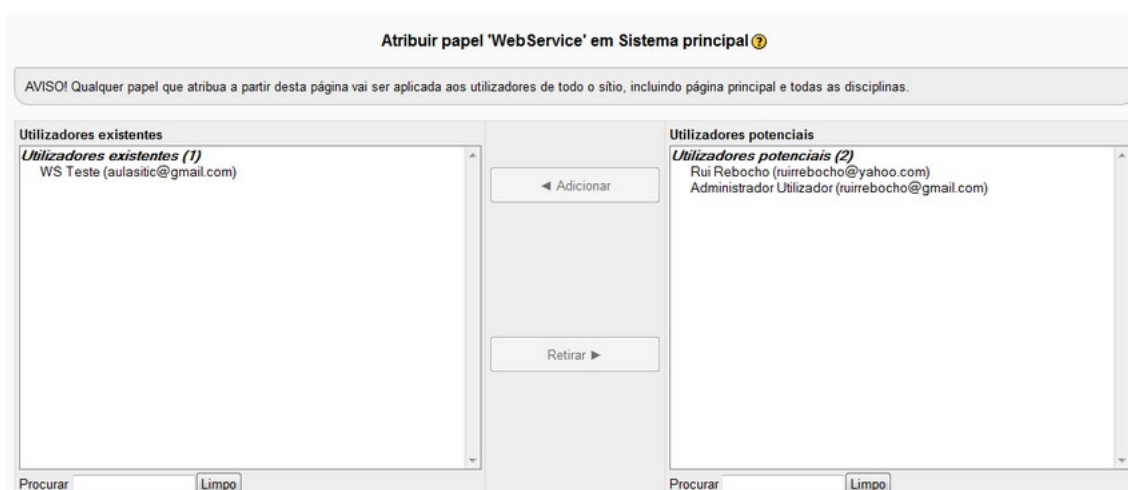 Atribuir papel 'WebService' em Sistema principal ?
AVISO! Qualquer papel que atribua a partir desta página vai ser aplicada aos utilizadores de todo o sítio, incluindo página principal e todas as disciplinas.
Utilizadores existentes
Utilizadores existentes (1)
WS Teste (aulasitic@gmail.com)
◄ Adicionar
Retirar ►
Procurar Limpo
Utilizadores potenciais
Utilizadores potenciais (2)
Rui Rebocho (ruirrebocho@yahoo.com)
Administrador Utilizador (ruirrebocho@gmail.com)
Procurar Limpo